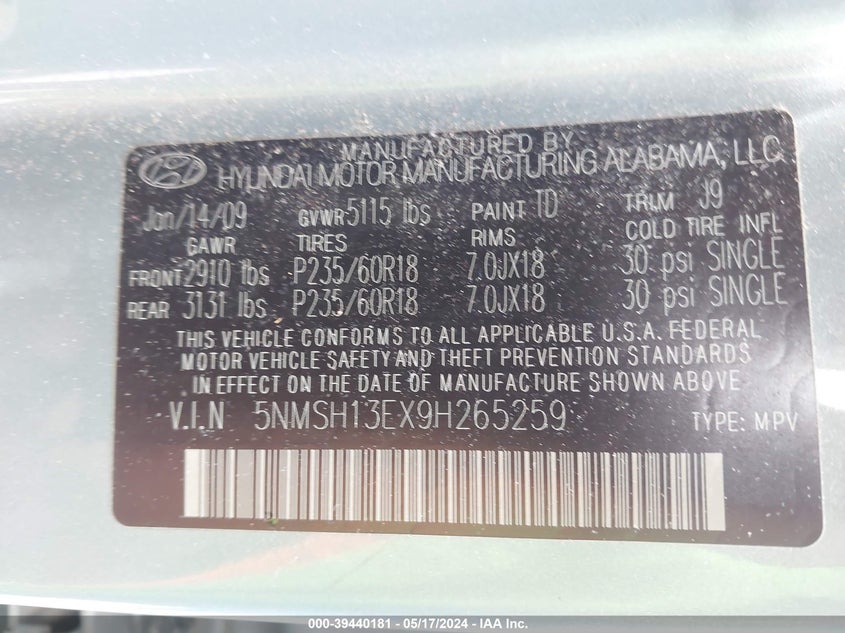 MANUFACTURED BY
HYUNDAI MOTOR MANUFACTURING ALABAMA, LLC
Jan/14/09 GVWR 5115 lbs PAINT TD TRIM J9
GAWR TIRES RIMS COLD TIRE INFL
FRONT 2910 lbs P235/60R18 7.0JX18 30 psi SINGLE
REAR 3131 lbs P235/60R18 7.0JX18 30 psi SINGLE
THIS VEHICLE CONFORMS TO ALL APPLICABLE U.S.A. FEDERAL
MOTOR VEHICLE SAFETY AND THEFT PREVENTION STANDARDS
IN EFFECT ON THE DATE OF MANUFACTURE SHOWN ABOVE
V.I.N 5NMSH13EX9H265259 TYPE: MPV
000-39440181 - 05/17/2024 - IAA Inc.